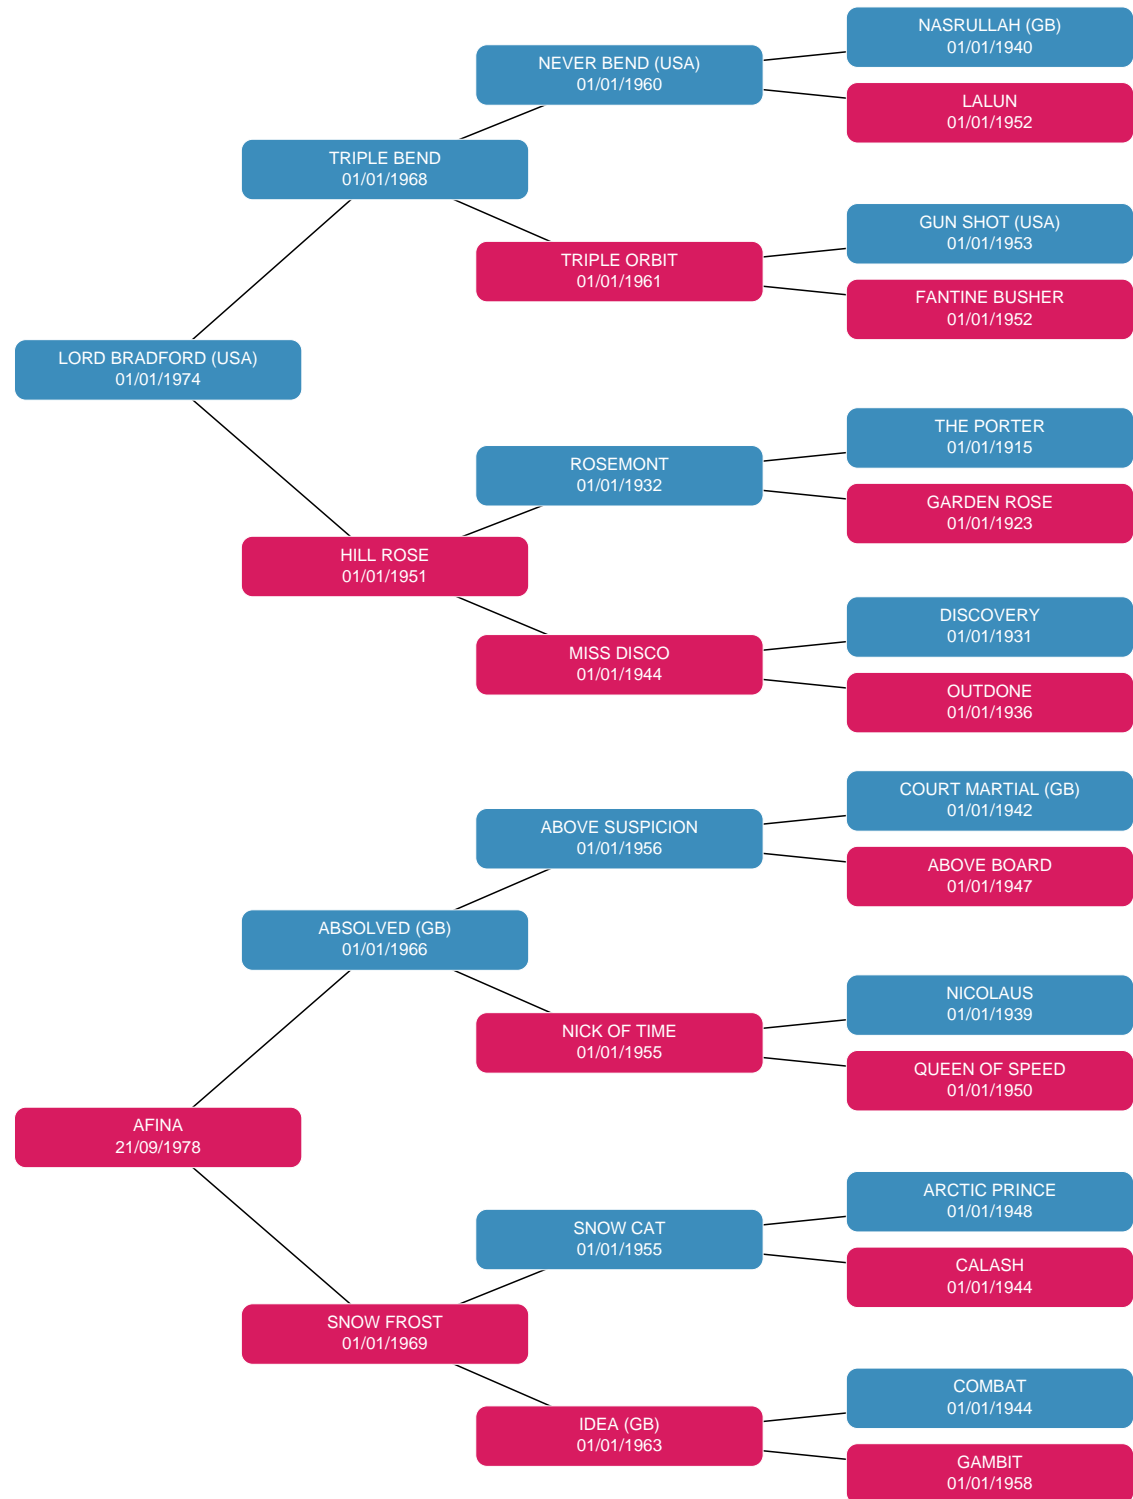 NASRULLAH (GB)
01/01/1940
NEVER BEND (USA)
01/01/1960
LALUN
01/01/1952
TRIPLE BEND
01/01/1968
GUN SHOT (USA)
01/01/1953
TRIPLE ORBIT
01/01/1961
FANTINE BUSHER
01/01/1952
LORD BRADFORD (USA)
01/01/1974
THE PORTER
01/01/1915
ROSEMONT
01/01/1932
GARDEN ROSE
01/01/1923
HILL ROSE
01/01/1951
DISCOVERY
01/01/1931
MISS DISCO
01/01/1944
OUTDONE
01/01/1936
COURT MARTIAL (GB)
01/01/1942
ABOVE SUSPICION
01/01/1956
ABOVE BOARD
01/01/1947
ABSOLVED (GB)
01/01/1966
NICOLAUS
01/01/1939
NICK OF TIME
01/01/1955
QUEEN OF SPEED
01/01/1950
AFINA
21/09/1978
ARCTIC PRINCE
01/01/1948
SNOW CAT
01/01/1955
CALASH
01/01/1944
SNOW FROST
01/01/1969
COMBAT
01/01/1944
IDEA (GB)
01/01/1963
GAMBIT
01/01/1958